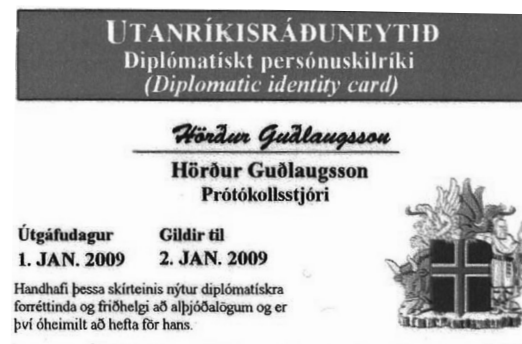 UTANRÍKISRÁÐUNEYTIÐ
Diplómatískt persónuskilríki
(Diplomatic identity card)
Hörður Guðlaugsson
Hörður Guðlaugsson
Prótókollsstjóri
Útgáfudagur Gildir til
1. JAN. 2009 2. JAN. 2009
Handhafi þessa skírteinis nýtur diplómatískra
forréttinda og friðhelgi að alþjóðalögum og er
því óheimilt að hefta för hans.